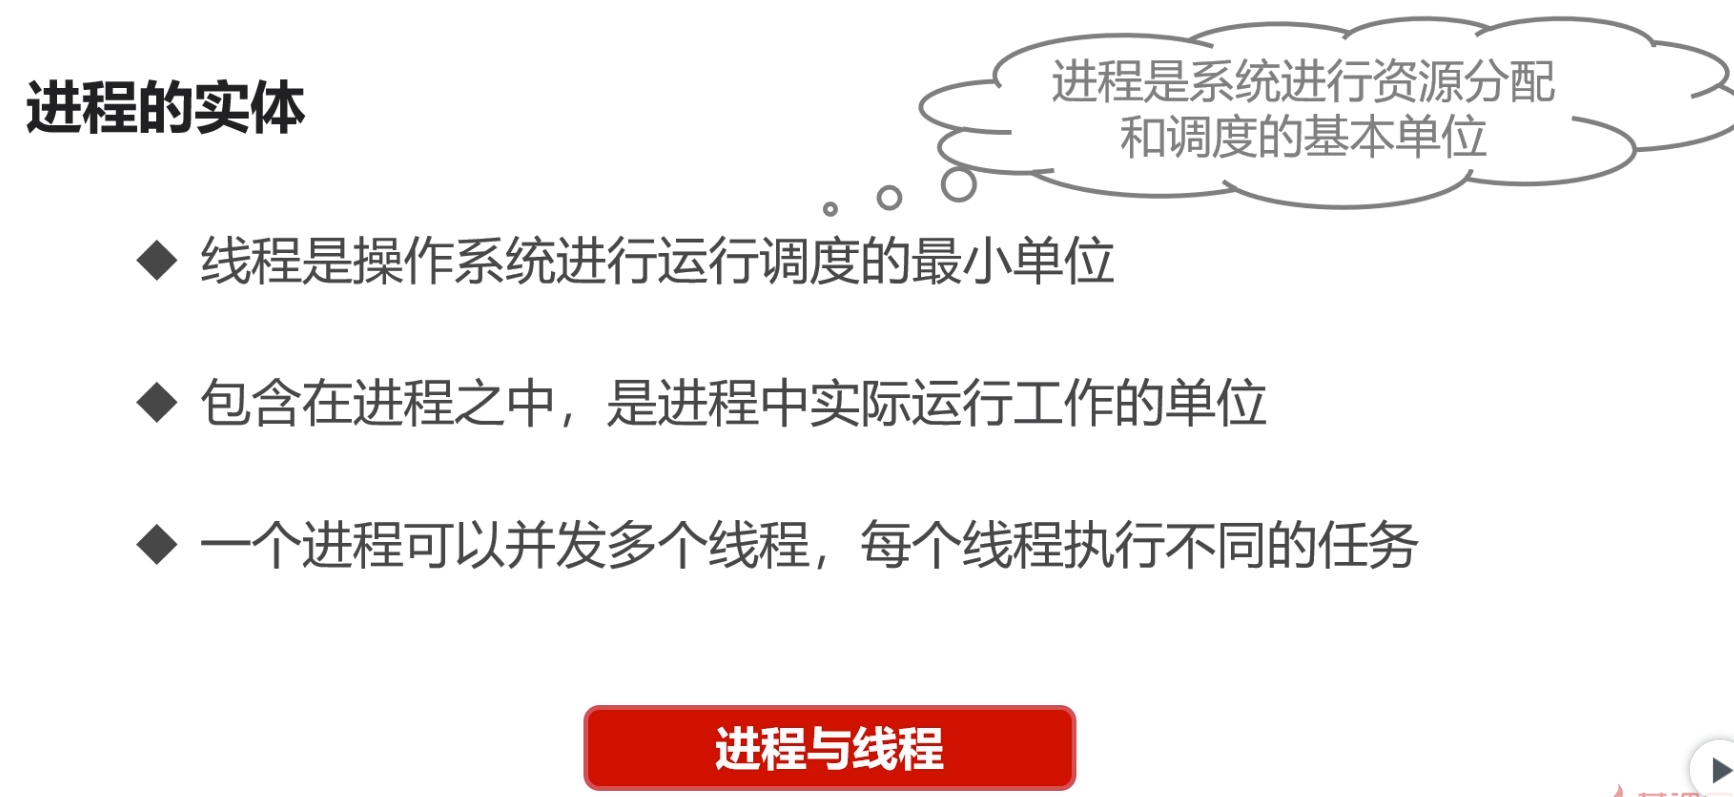 进程的实体
进程是系统进行资源分配
和调度的基本单位
线程是操作系统进行运行调度的最小单位
包含在进程之中，是进程中实际运行工作的单位
一个进程可以并发多个线程，每个线程执行不同的任务
进程与线程